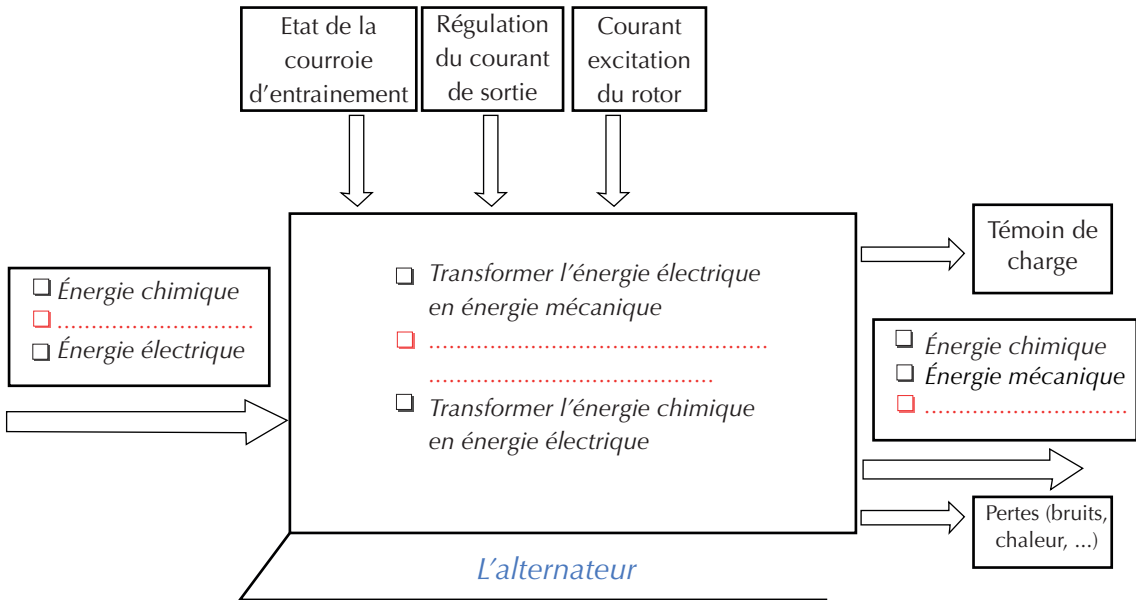 Etat de la
courroie
d'entrainement
Régulation
du courant
de sortie
Courant
excitation
du rotor
Énergie chimique
............................
Énergie électrique
Transformer l'énergie électrique
en énergie mécanique
................................................
........................................
Transformer l'énergie chimique
en énergie électrique
Témoin de
charge
Énergie chimique
Énergie mécanique
.............................
Pertes (bruits,
chaleur, ...)
L'alternateur